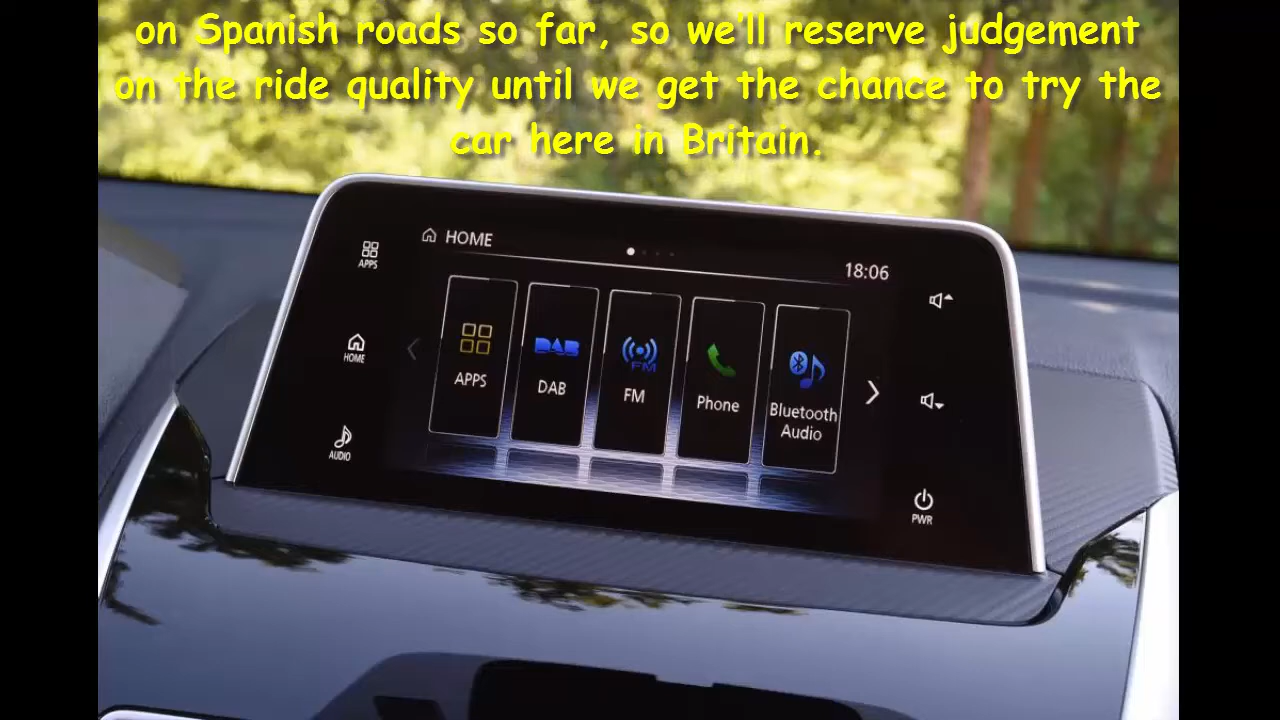 on Spanish roads so far, so we'll reserve judgement
on the ride quality until we get the chance to try the
car here in Britain.
HOME
18:06
APPS
HOME
AUDIO
APPS
DAB
DAB
FM
FM
Phone
Bluetooth
Audio
PWR